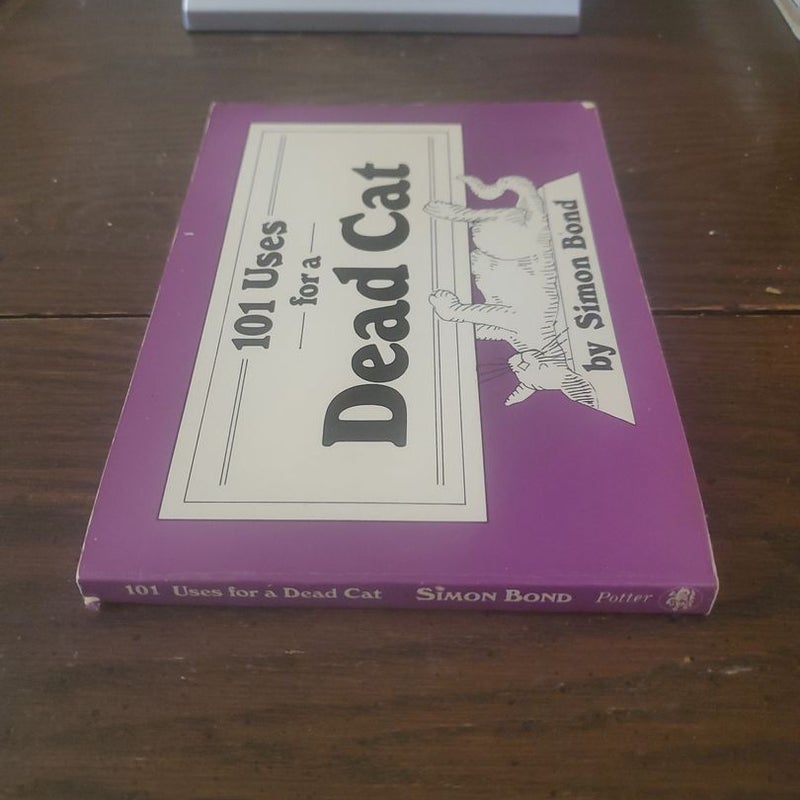 101 Uses
for a
Dead Cat
by Simon Bond
101 Uses for a Dead Cat SIMON BOND Potter